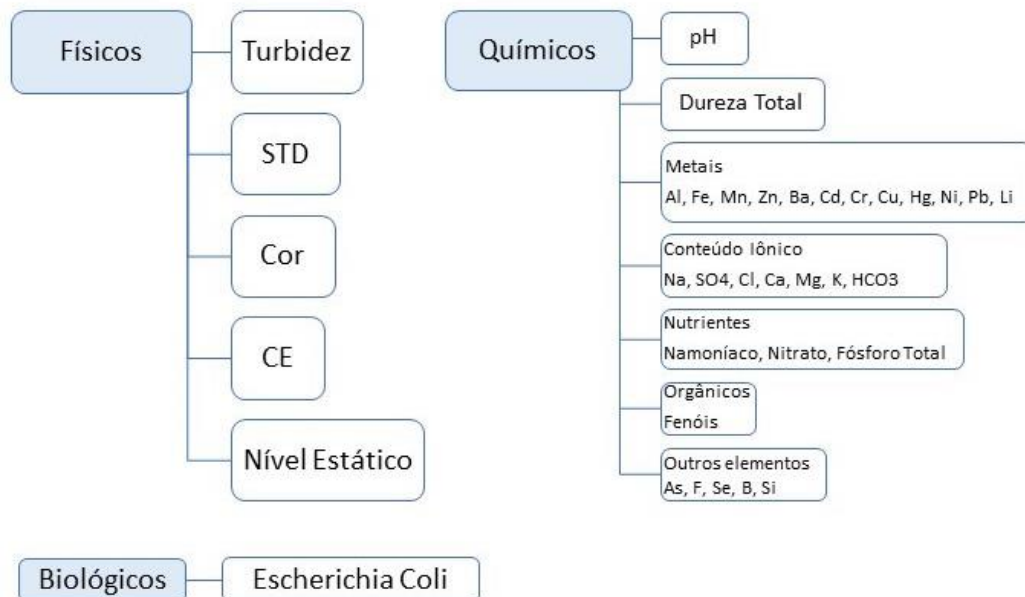 Físicos
Turbidez
STD
Cor
CE
Nível Estático
Químicos
pH
Dureza Total
Metais
Al, Fe, Mn, Zn, Ba, Cd, Cr, Cu, Hg, Ni, Pb, Li
Conteúdo Iônico
Na, SO4, Cl, Ca, Mg, K, HCO3
Nutrientes
Namoníaco, Nitrato, Fósforo Total
Orgânicos
Fenóis
Outros elementos
As, F, Se, B, Si
Biológicos
Escherichia Coli